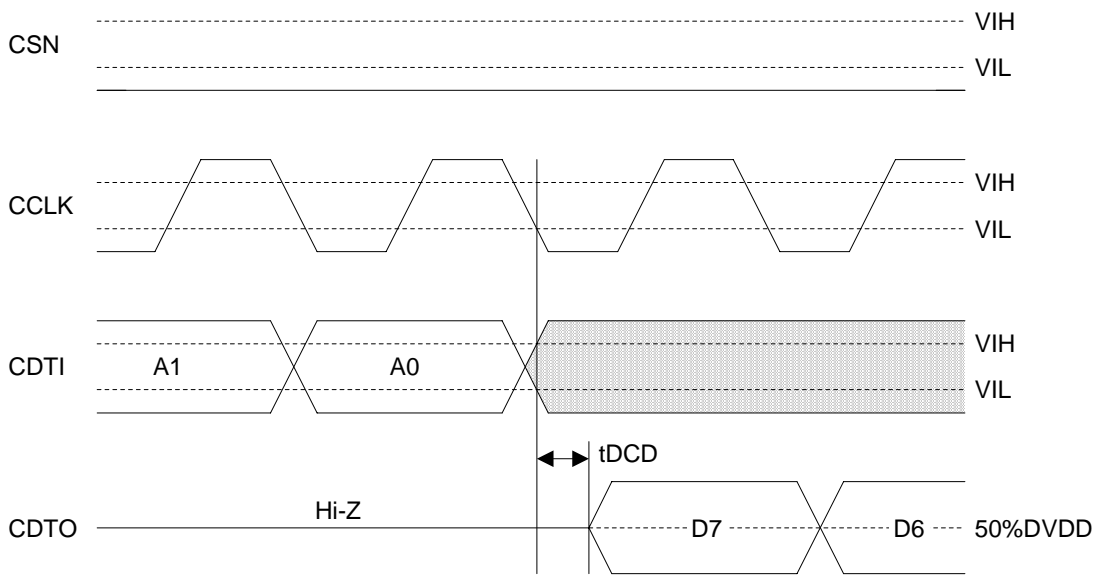 CSN
VIH
VIL
CCLK
VIH
VIL
CDTI
A1
A0
VIH
VIL
tDCD
CDTO
Hi-Z
D7
D6
50%DVDD